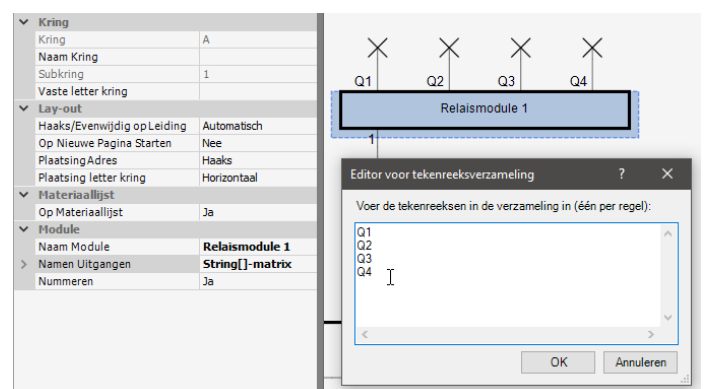 Kring
Kring A
Naam Kring
Subkring 1
Vaste letter kring
Lay-out
Haaks/Evenwijdig op Leiding Automatisch
Op Nieuwe Pagina Starten Nee
Plaatsing Adres Haaks
Plaatsing letter kring Horizontaal
Materiaallijst
Op Materiaallijst Ja
Module
Naam Module Relaismodule 1
Namen Uitgangen String[]-matrix
Nummeren Ja
Q1 Q2 Q3 Q4
Relaismodule 1
1
Editor voor tekenreeksverzameling ? ×
Voer de tekenreeksen in de verzameling in (één per regel):
Q1
Q2
Q3
Q4
OK Annuleren